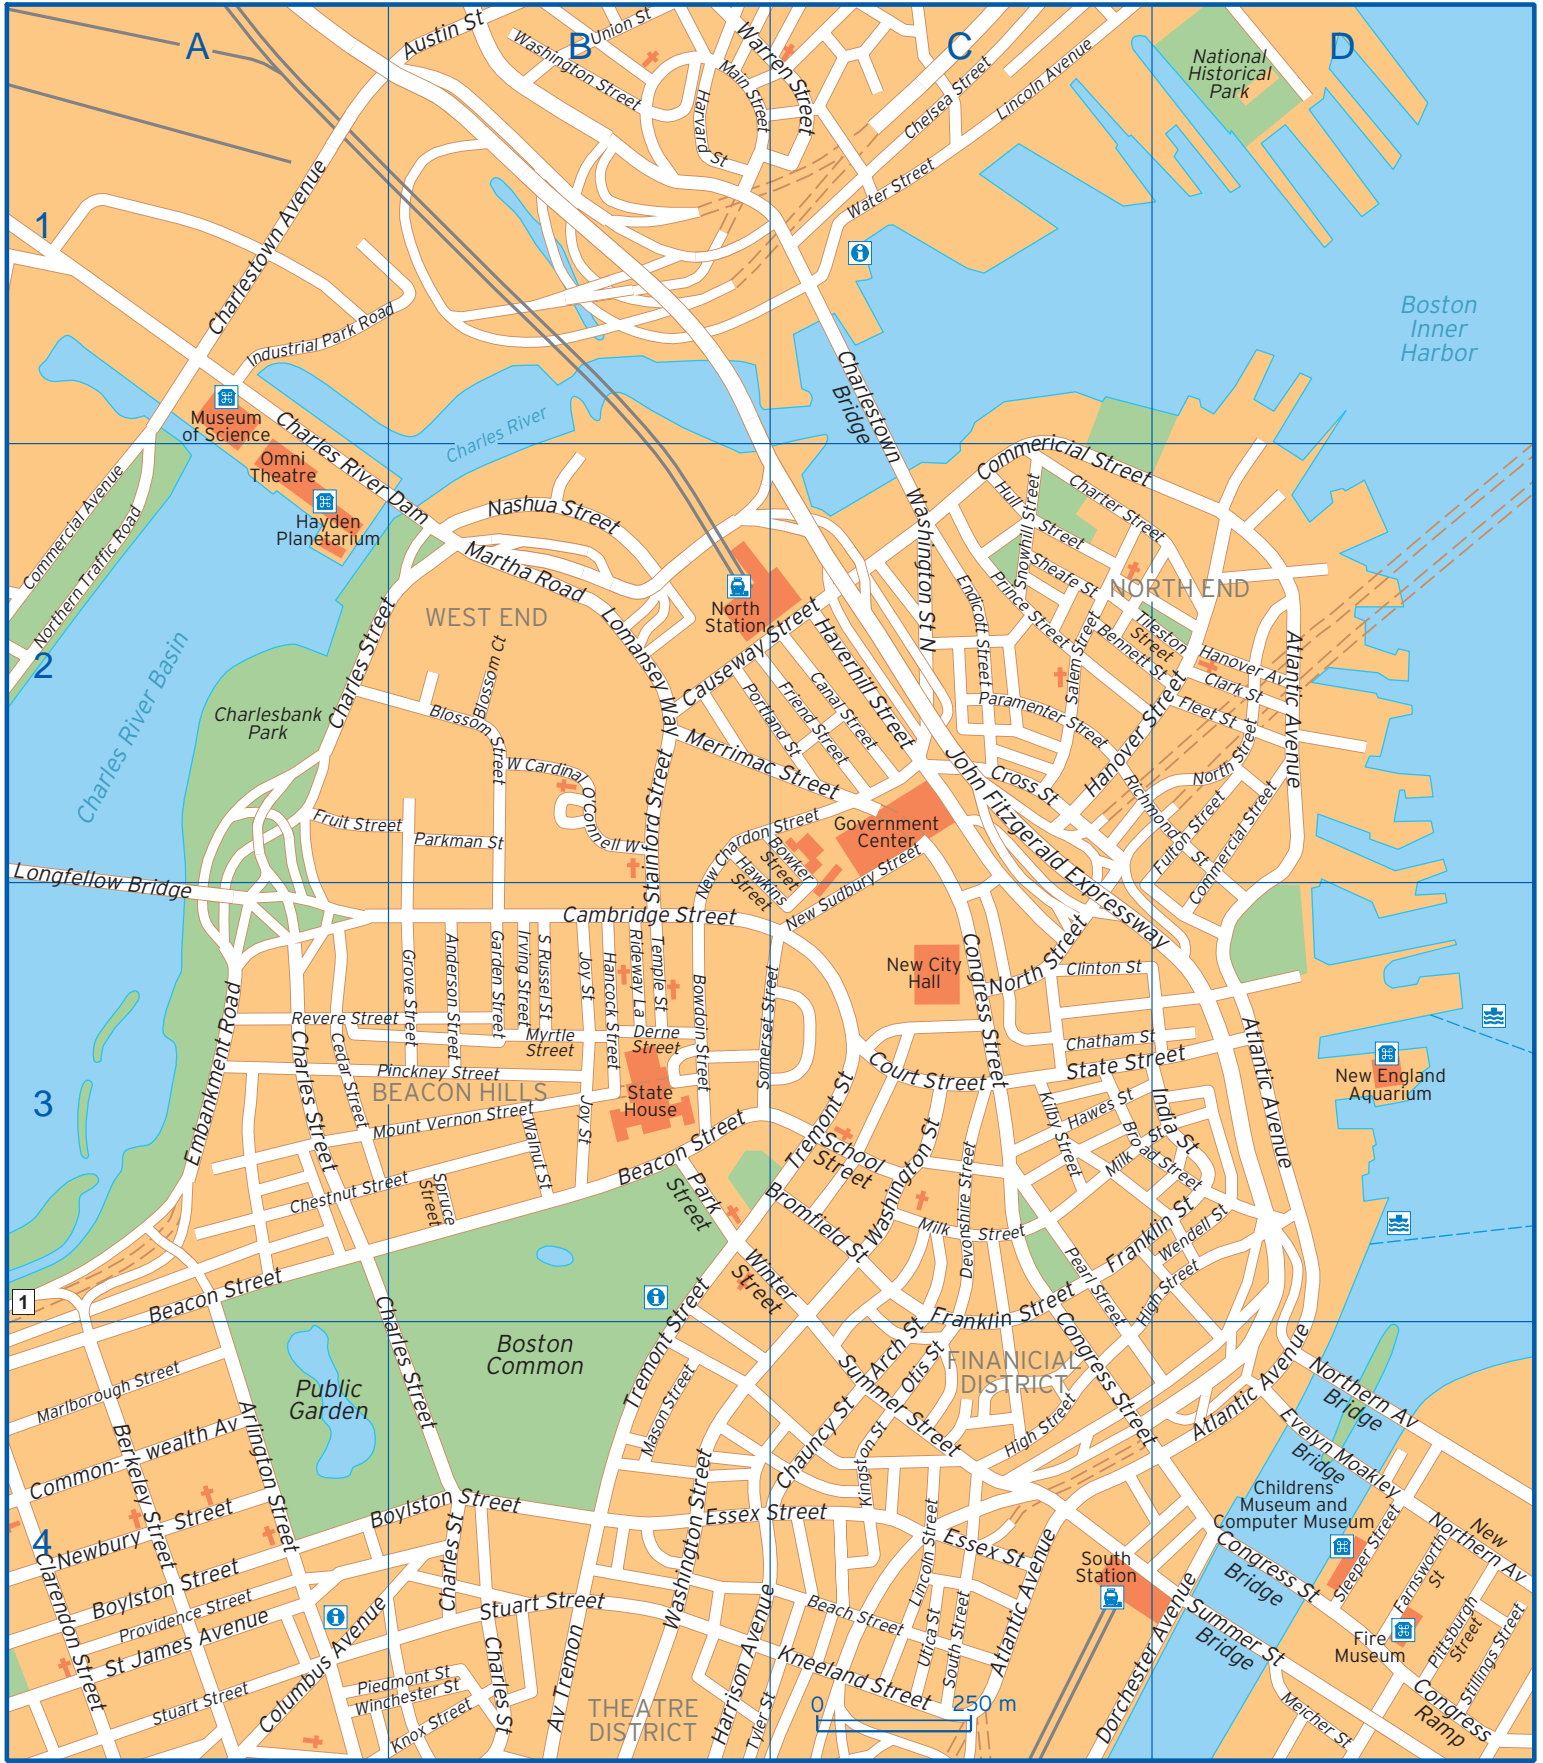 A
B
C
D
1
2
3
4
Austin St
Union St
Washington Street
Warren Street
Main Street
Harvard St
Chelsea Street
Lincoln Avenue
Water Street
National
Historical
Park
Charlestown Avenue
Industrial Park Road
Boston
Inner
Harbor
Charlestown
Bridge
Museum
of Science
Charles River Dam
Charles River
Omni
Theatre
Hayden
Planetarium
Commercial Avenue
Northern Traffic Road
Nashua Street
Martha Road
WEST END
North
Station
Causeway Street
Lomansey Way
Charles Street
Blossom Ct
Blossom Street
Charles River Basin
Charlesbank
Park
Commericial Street
Hull Street
Snowhill Street
Charter Street
Sheare St
Prince Street
NORTH END
Washington St N
Endicott Street
Salem Street
Bennett St
Tileston
Street
Hanover Av
Clark St
Fleet St
Atlantic Avenue
Paramenter Street
Hanover Street
Haverhill Street
Canal Street
Friend Street
Portland St
Merrimac Street
W Cardinal
O'Connell W
Stainford Street
John Fitzgerald Expressway
Cross St
Richmond St
North Street
Fulton Street
Commercial Street
Fruit Street
Parkman St
New Chardon Street
Bowker
Street
Hawkins
Street
Government
Center
New Sudbury Street
Longfellow Bridge
Cambridge Street
Grove Street
Anderson Street
Garden Street
Irving Street
S Russel St
Joy St
Hancock Street
Rideway La
Temple St
Bowdoin Street
Somerset Street
New City
Hall
Congress Street
North Street
Clinton St
Revere Street
Myrtle
Street
Derne
Street
Embankment Road
Charles Street
Cedar Street
Pinckney Street
BEACON HILLS
State
House
Court Street
Chatham St
State Street
Atlantic Avenue
New England
Aquarium
Mount Vernon Street
Walnut St
Joy St
Beacon Street
Tremont St
School
Street
Washington St
Devonshire Street
Kilby Street
Hawes St
India St
Broad Street
Milk St
Chestnut Street
Spruce
Street
Park
Street
Bromfield St
Milk Street
Franklin St
Wendell St
Pearl Street
High Street
Winter
Street
Beacon Street
1
Franklin Street
Charles Street
Boston
Common
Public
Garden
Tremont Street
Mason Street
Arch St
Otis St
FINANICIAL
DISTRICT
Summer Street
Congress Street
Atlantic Avenue
Northern Av
Bridge
Evelyn Moakley
Bridge
Marlborough Street
Common-wealth Av
Berkeley Street
Arlington Street
Newbury Street
Boylston Street
Boylston Street
Charles St
Chauncy St
Kingston St
High Street
Essex Street
Essex St
Childrens'
Museum and
Computer Museum
Sleeper Street
New
Northern Av
Farnsworth
St
Congress St
Bridge
South
Station
Clarendon Street
Providence Street
St James Avenue
Stuart Street
Stuart Street
Columbus Avenue
Piedmont St
Winchester St
Knox Street
Charles St
Av Tremon
Washington Street
Harrison Avenue
Tyler St
Beach Street
Kneeland Street
Lincoln Street
Utica St
South Street
Atlantic Avenue
Dorchester Avenue
Summer St
Bridge
Fire
Museum
Pittsburgh
Street
Stillings Street
Congress
Ramp
Melcher St
THEATRE
DISTRICT
0
250 m